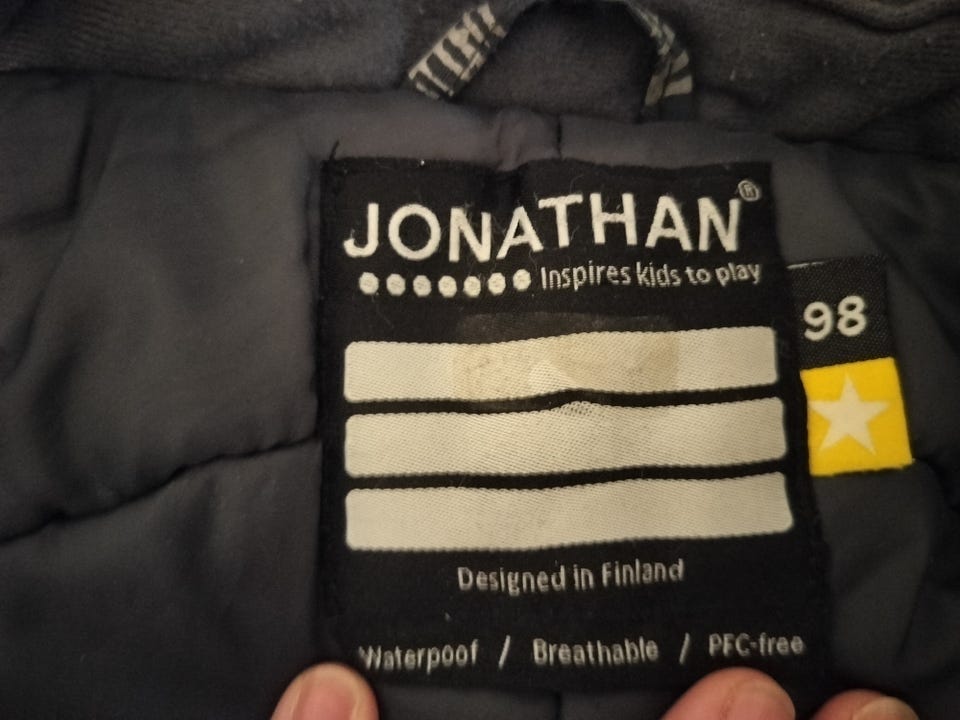 JONATHAN®
Inspires kids to play
98
Designed in Finland
Waterpoof / Breathable / PFC-free